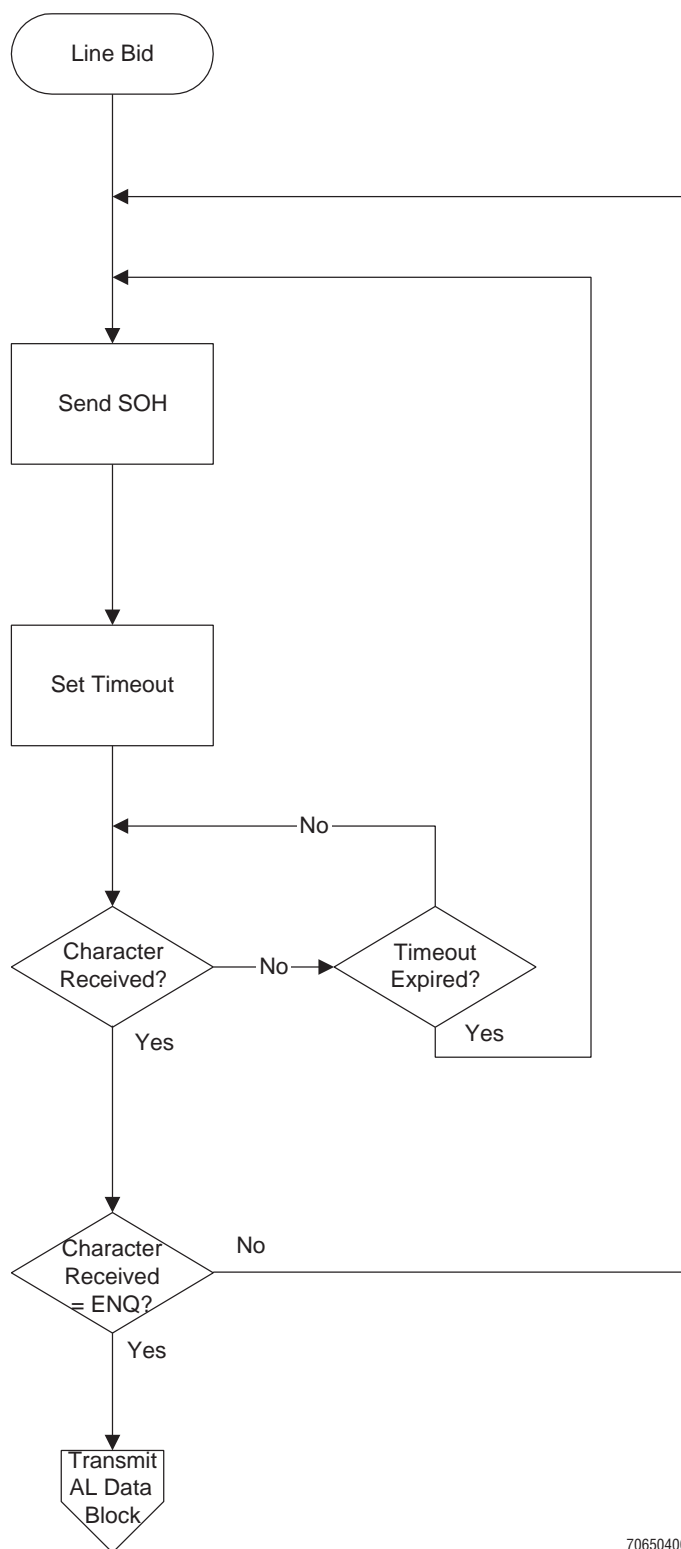 Line Bid
Send SOH
Set Timeout
No
Character
Received?
No
Timeout
Expired?
Yes
Yes
Character
Received
= ENQ?
No
Yes
Transmit
AL Data
Block